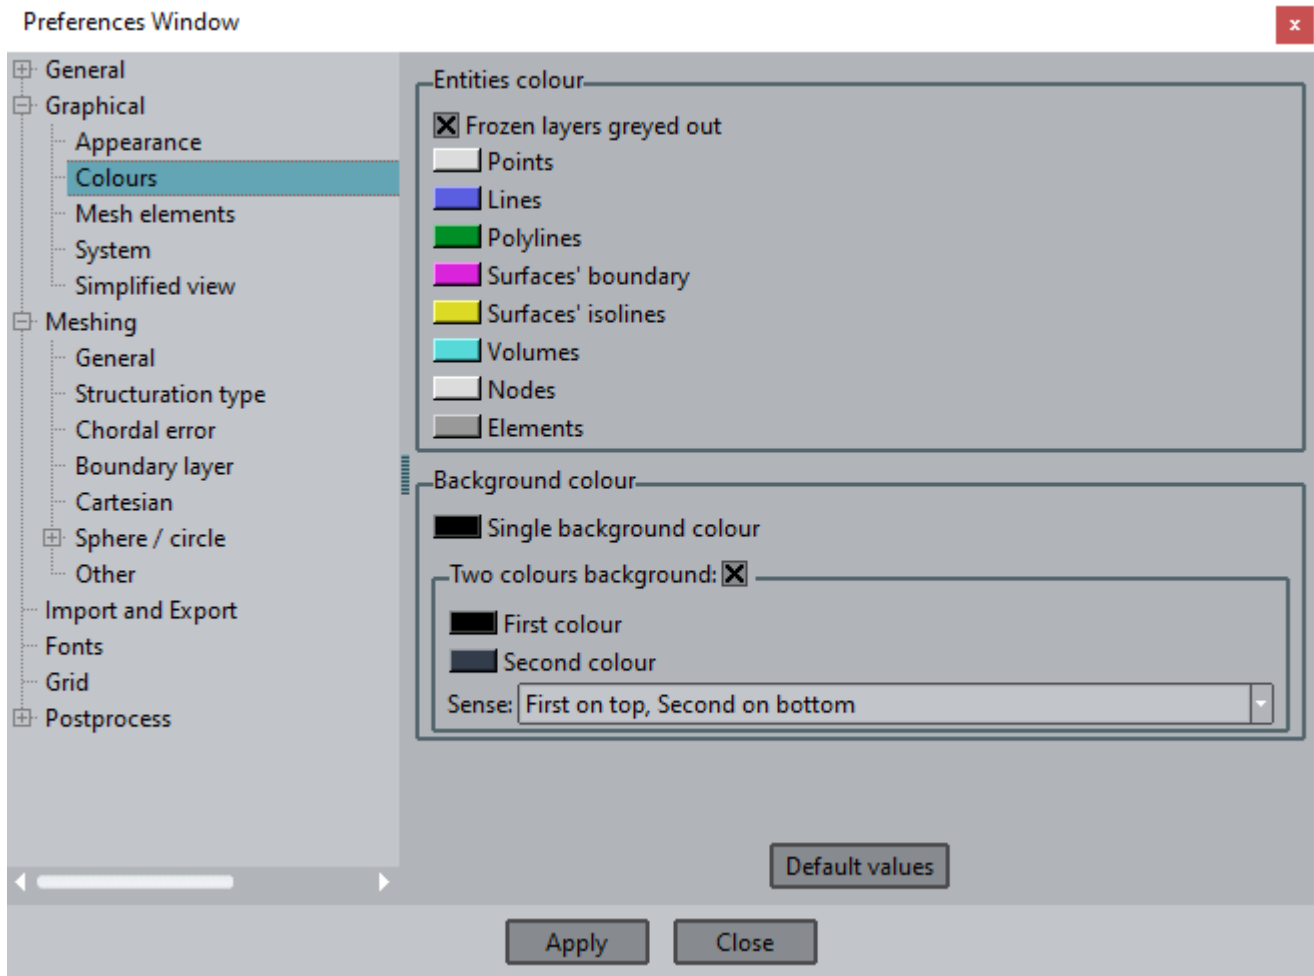 Preferences Window
x
General
Graphical
Appearance
Colours
Mesh elements
System
Simplified view
Meshing
General
Structuration type
Chordal error
Boundary layer
Cartesian
Sphere / circle
Other
Import and Export
Fonts
Grid
Postprocess
Entities colour
Frozen layers greyed out
Points
Lines
Polylines
Surfaces' boundary
Surfaces' isolines
Volumes
Nodes
Elements
Background colour
Single background colour
Two colours background:
First colour
Second colour
Sense: First on top, Second on bottom
Default values
Apply Close